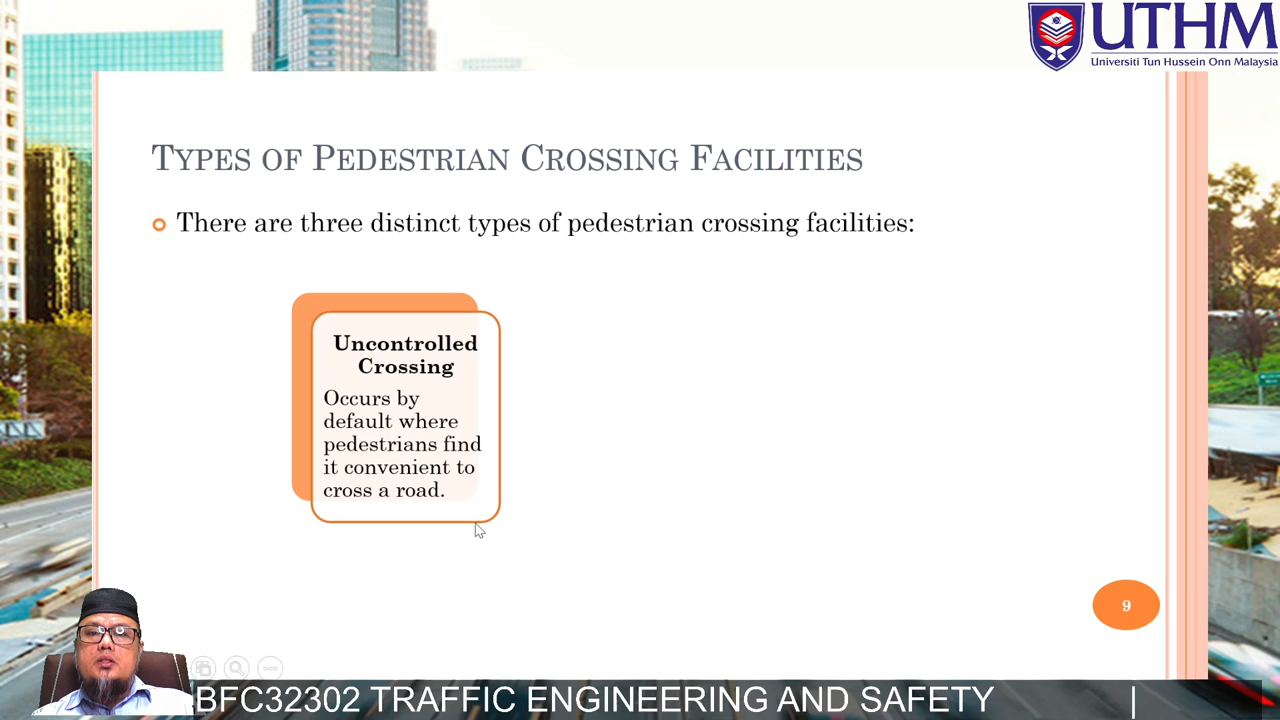 UTHM
Universiti Tun Hussein Onn Malaysia
TYPES OF PEDESTRIAN CROSSING FACILITIES
There are three distinct types of pedestrian crossing facilities:
Uncontrolled
Crossing
Occurs by
default where
pedestrians find
it convenient to
cross a road.
9
BFC32302 TRAFFIC ENGINEERING AND SAFETY |